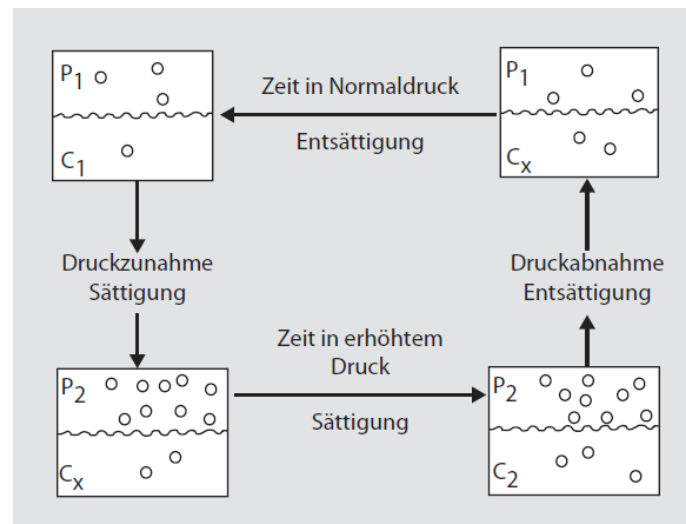 P1
C1
Zeit in Normaldruck
Entsättigung
P1
Cx
Druckzunahme
Sättigung
Druckabnahme
Entsättigung
P2
Cx
Zeit in erhöhtem
Druck
Sättigung
P2
C2